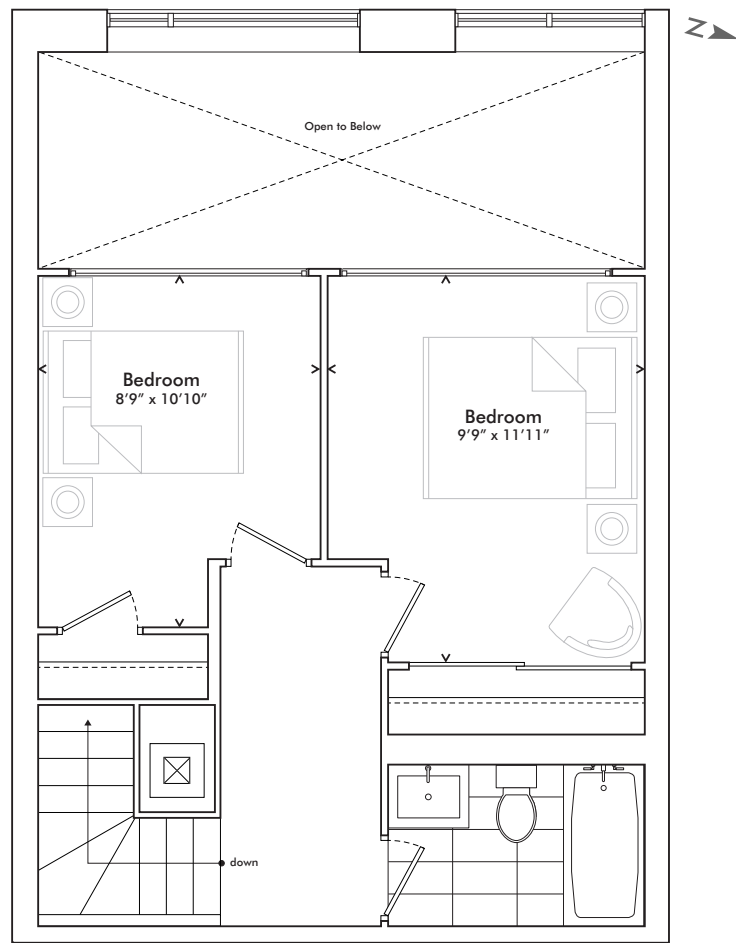 Z
Open to Below
Bedroom
8’9” x 10’10”
Bedroom
9’9” x 11’11”
down